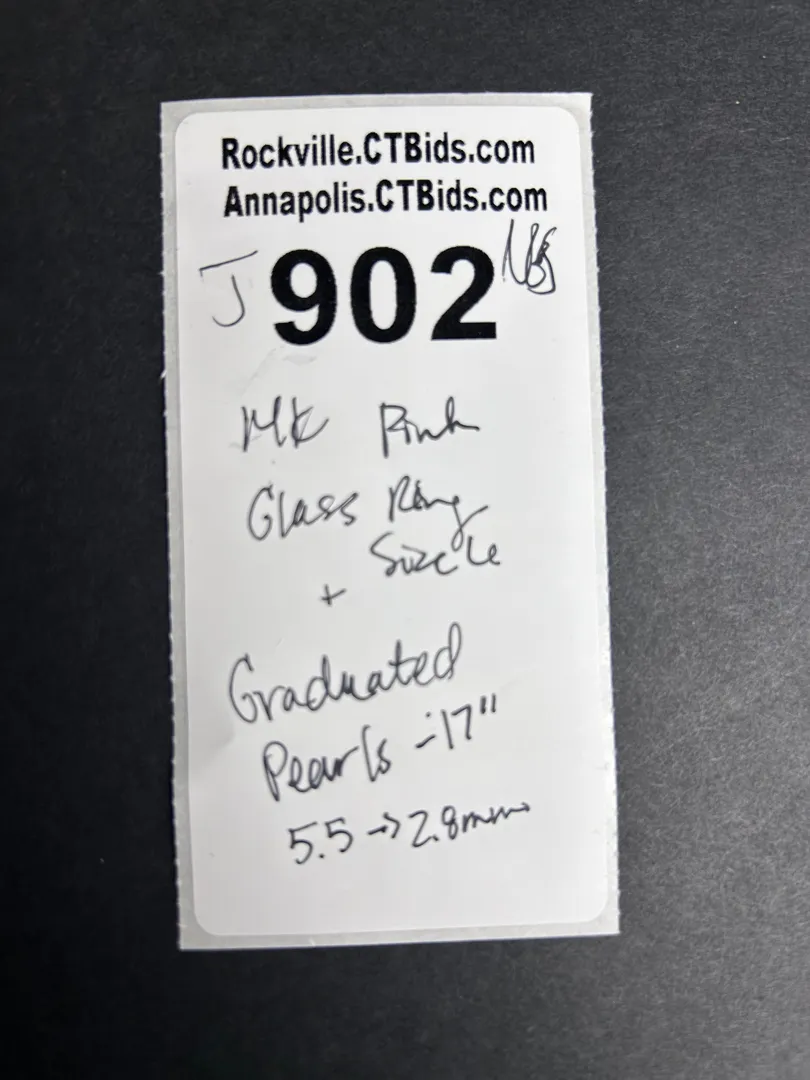 Rockville.CTBids.com
Annapolis.CTBids.com
J 902
MK Pink
Glass Ring
Size 6
+
Graduated
Pearls - 17"
5.5 → 2.8mm